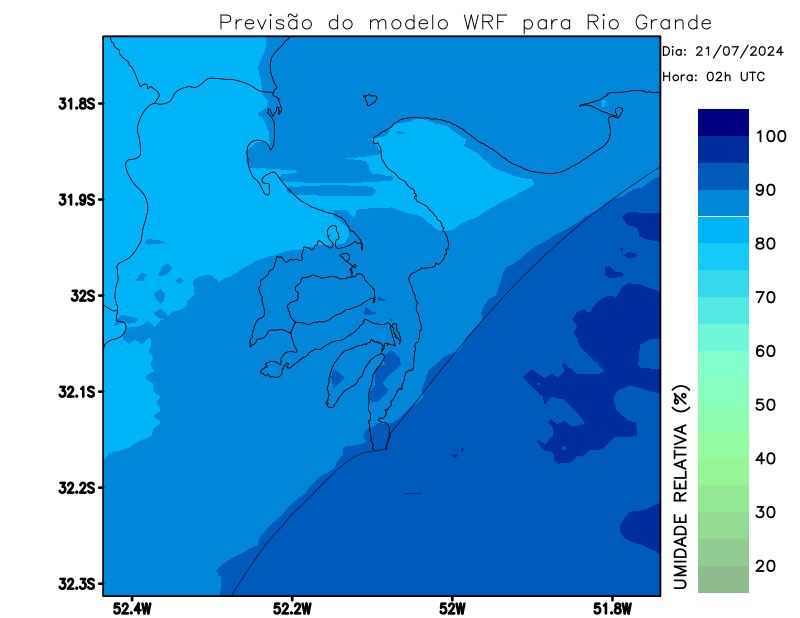 Previsão do modelo WRF para Rio Grande
Dia: 21/07/2024
Hora: 02h UTC
31.8S
31.9S
32S
32.1S
32.2S
32.3S
52.4W
52.2W
52W
51.8W
UMIDADE RELATIVA (%)
100
90
80
70
60
50
40
30
20